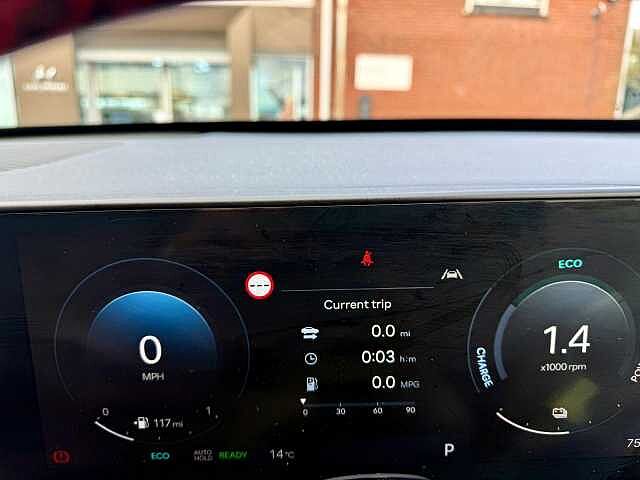 ---
Current trip
0.0 mi
0:03 h:m
0.0 MPG
0 30 60 90
0
MPH
0 1
117 mi
ECO
CHARGE
1.4
x1000 rpm
ECO
AUTO
HOLD
READY
14°C
P